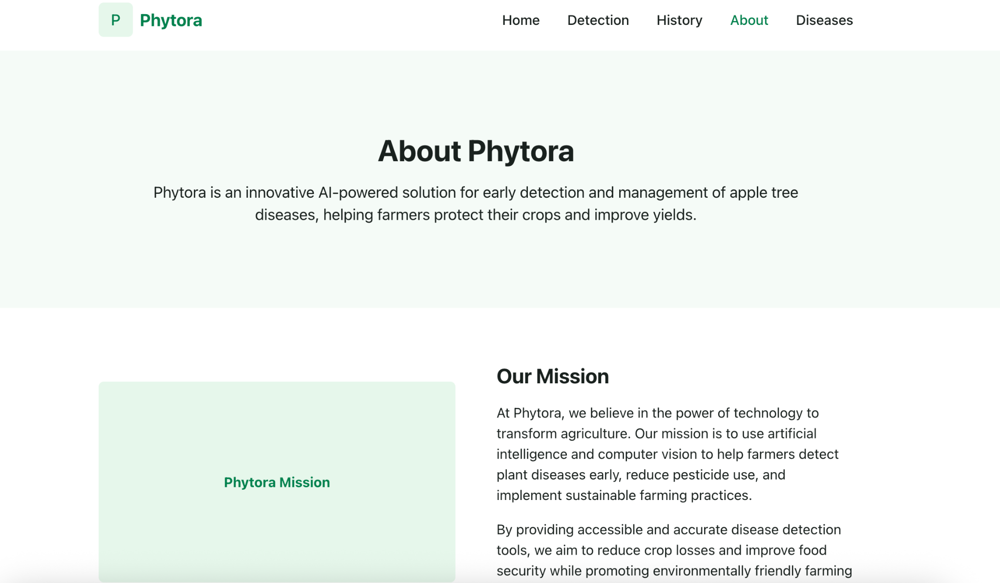 P
Phytora
Home
Detection
History
About
Diseases
About Phytora
Phytora is an innovative AI-powered solution for early detection and management of apple tree
diseases, helping farmers protect their crops and improve yields.
Phytora Mission
Our Mission
At Phytora, we believe in the power of technology to
transform agriculture. Our mission is to use artificial
intelligence and computer vision to help farmers detect
plant diseases early, reduce pesticide use, and
implement sustainable farming practices.
By providing accessible and accurate disease detection
tools, we aim to reduce crop losses and improve food
security while promoting environmentally friendly farming